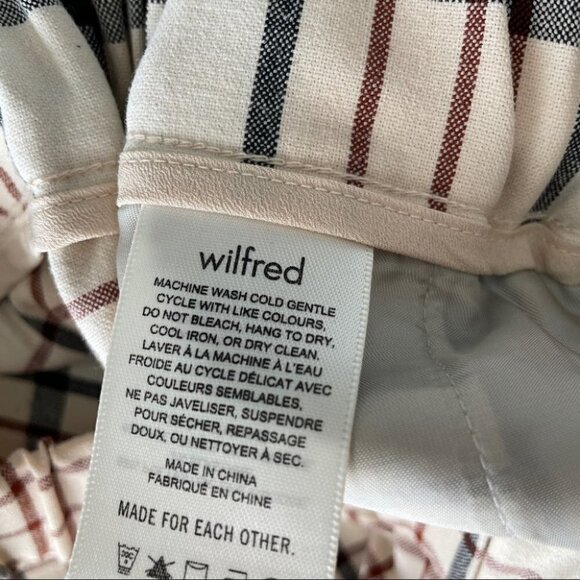 wilfred
MACHINE WASH COLD GENTLE
CYCLE WITH LIKE COLOURS,
DO NOT BLEACH, HANG TO DRY,
COOL IRON, OR DRY CLEAN.
LAVER À LA MACHINE À L'EAU
FROIDE AU CYCLE DÉLICAT AVEC
COULEURS SEMBLABLES,
NE PAS JAVELISER, SUSPENDRE
POUR SÉCHER, REPASSAGE
DOUX. OU NETTOYER À SEC.
MADE IN CHINA
FABRIQUÉ EN CHINE
MADE FOR EACH OTHER.